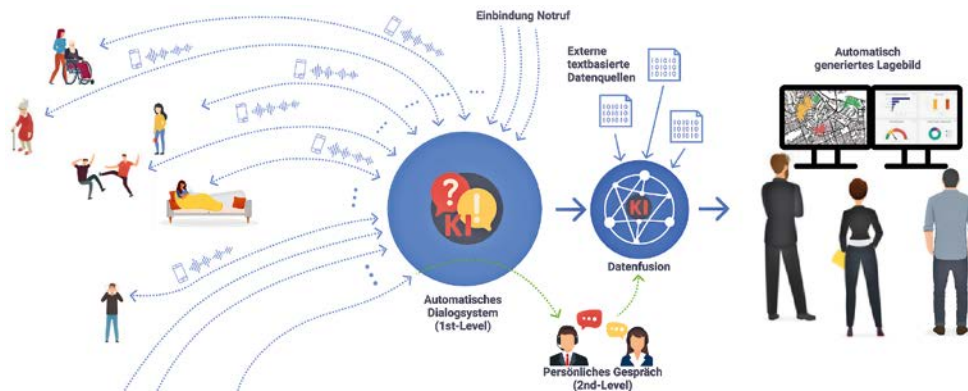 Einbindung Notruf
Externe
textbasierte
Datenquellen
Automatisch
generiertes Lagebild
?
!
KI
KI
Datenfusion
Automatisches
Dialogsystem
(1st-Level)
Persönliches Gespräch
(2nd-Level)